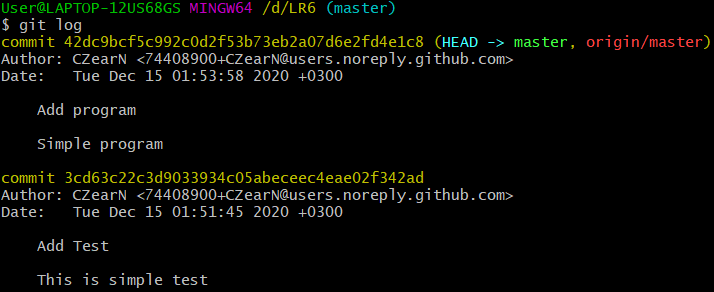 User@LAPTOP-12US68GS MINGW64 /d/LR6 (master)
$ git log
commit 42dc9bcf5c992c0d2f53b73eb2a07d6e2fd4e1c8 (HEAD -> master, origin/master)
Author: CZearN <74408900+CZearN@users.noreply.github.com>
Date:   Tue Dec 15 01:53:58 2020 +0300
    Add program
    Simple program
commit 3cd63c22c3d9033934c05abeceec4eae02f342ad
Author: CZearN <74408900+CZearN@users.noreply.github.com>
Date:   Tue Dec 15 01:51:45 2020 +0300
    Add Test
    This is simple test